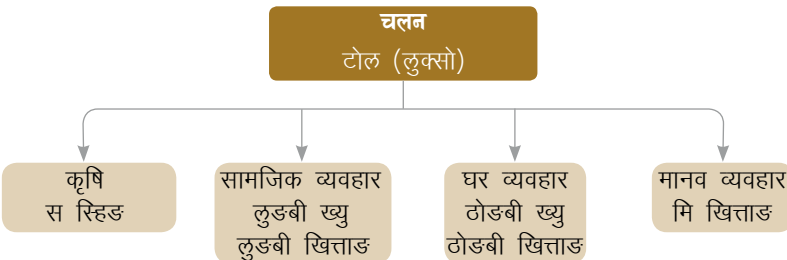 चलन
टोल (लुक्सो)
कृषि
स स्हिङ
सामजिक व्यवहार
लुङबी ख्यु
लुङबी खित्ताङ
घर व्यवहार
ठोङबी ख्यु
ठोङबी खित्ताङ
मानव व्यवहार
मि खित्ताङ